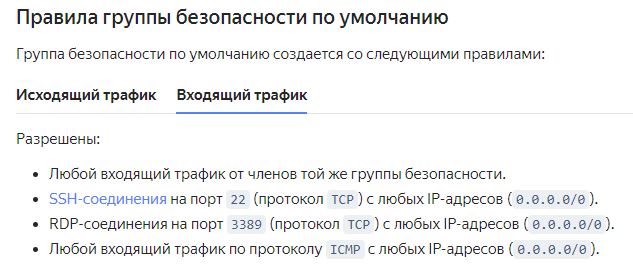 Правила группы безопасности по умолчанию
Группа безопасности по умолчанию создается со следующими правилами:
Исходящий трафик Входящий трафик
Разрешены:
• Любой входящий трафик от членов той же группы безопасности.
• SSH-соединения на порт 22 (протокол TCP) с любых IP-адресов (0.0.0.0/0).
• RDP-соединения на порт 3389 (протокол TCP) с любых IP-адресов (0.0.0.0/0).
• Любой входящий трафик по протоколу ICMP с любых IP-адресов (0.0.0.0/0).